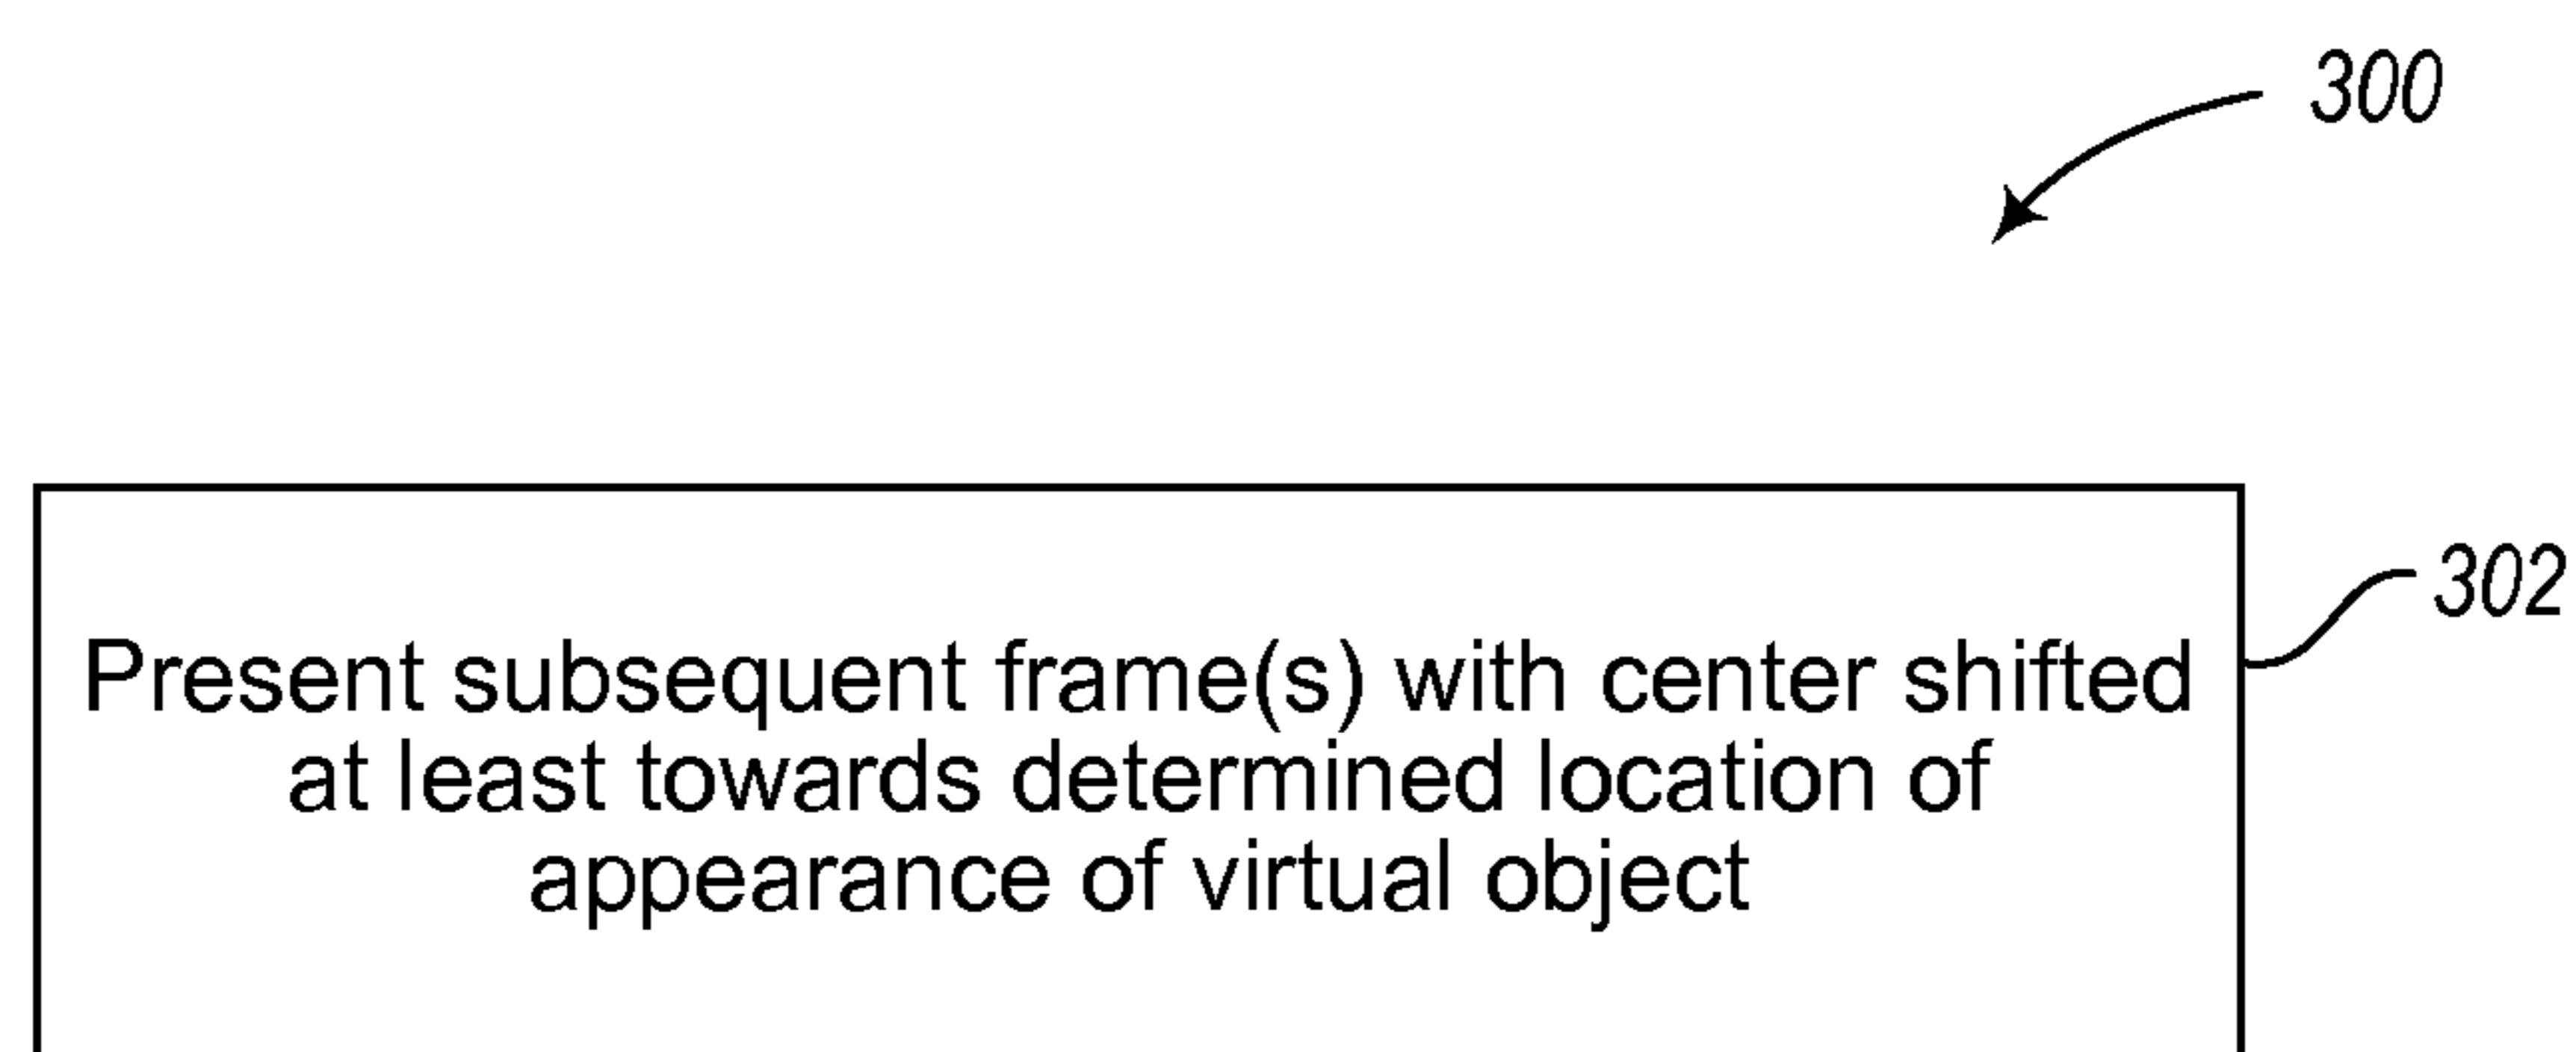 300
302
Present subsequent frame(s) with center shifted
at least towards determined location of
appearance of virtual object